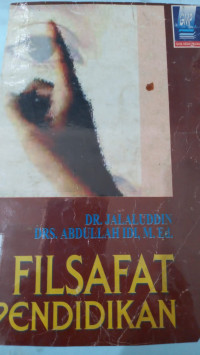 DR. JALALUDDIN
DRS. ABDULLAH IDI, M. Ed.
FILSAFAT
PENDIDIKAN